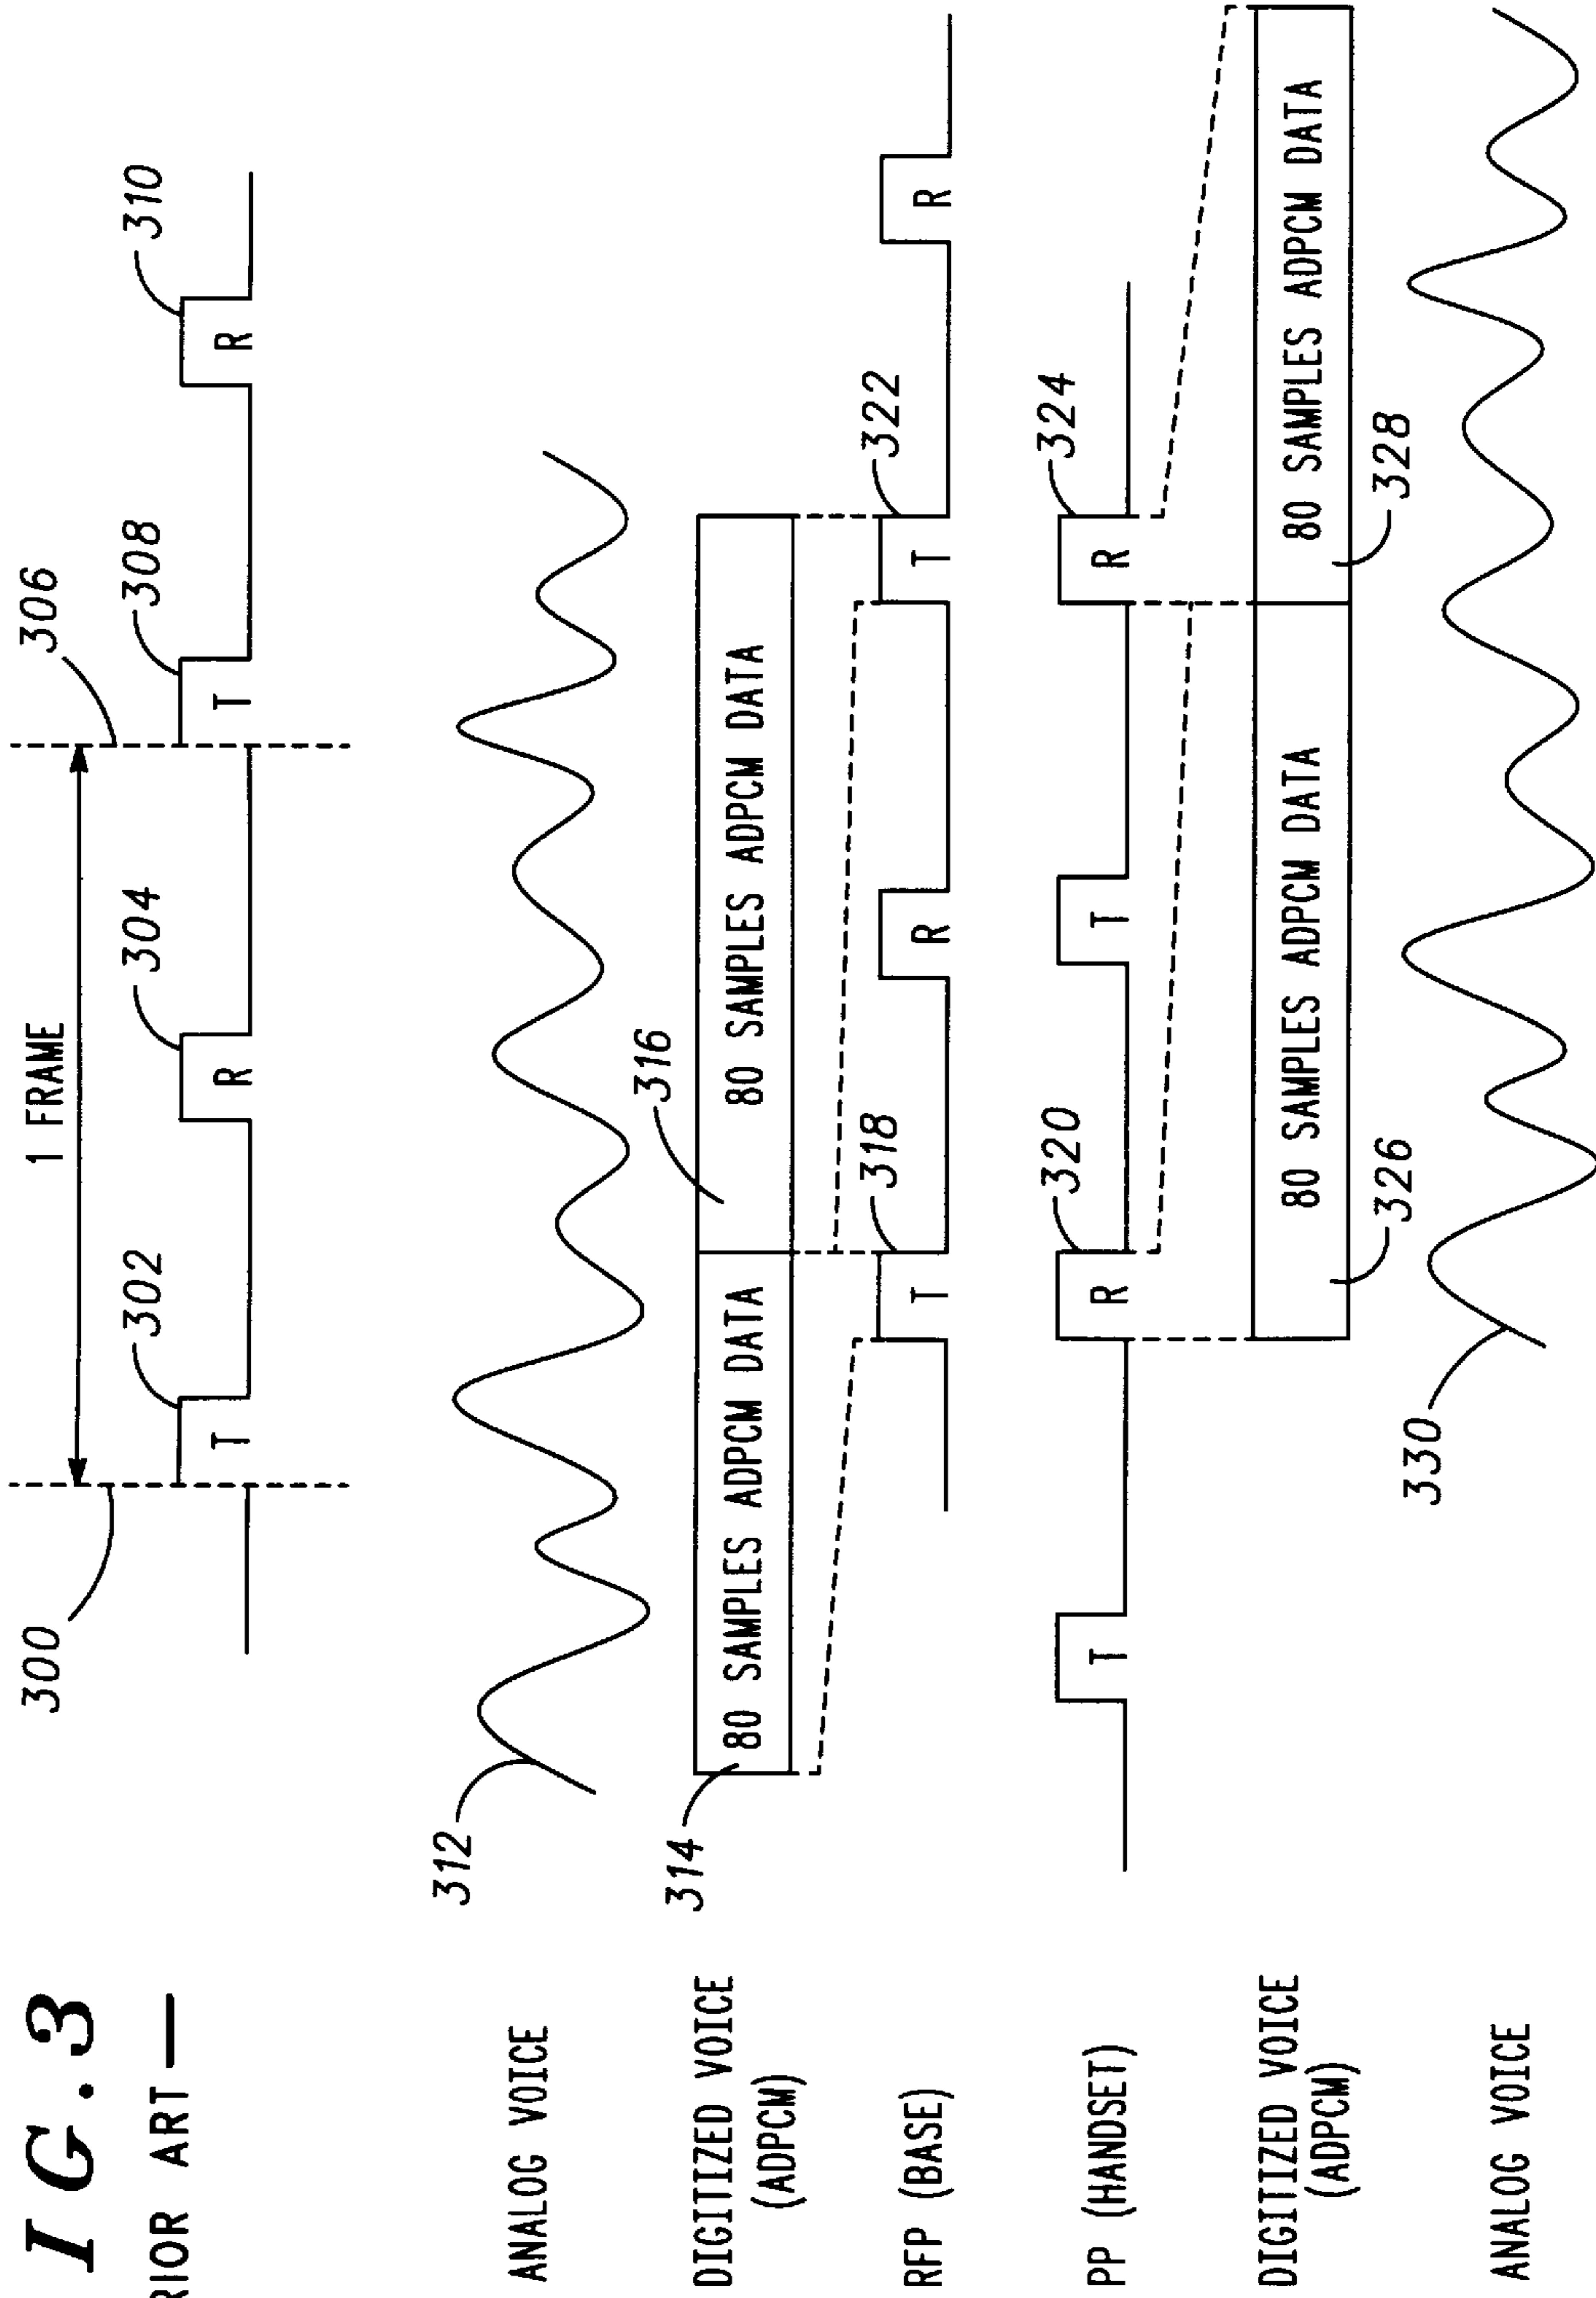 I G. 3
RIOR ART —
1 FRAME
300
302
304
306
308
310
T
R
T
R
ANALOG VOICE
312
DIGITIZED VOICE
(ADPCM)
314
80 SAMPLES ADPCM DATA
316
80 SAMPLES ADPCM DATA
RFP (BASE)
318
322
T
R
T
R
PP (HANDSET)
320
324
T
R
T
R
DIGITIZED VOICE
(ADPCM)
80 SAMPLES ADPCM DATA
80 SAMPLES ADPCM DATA
326
328
ANALOG VOICE
330